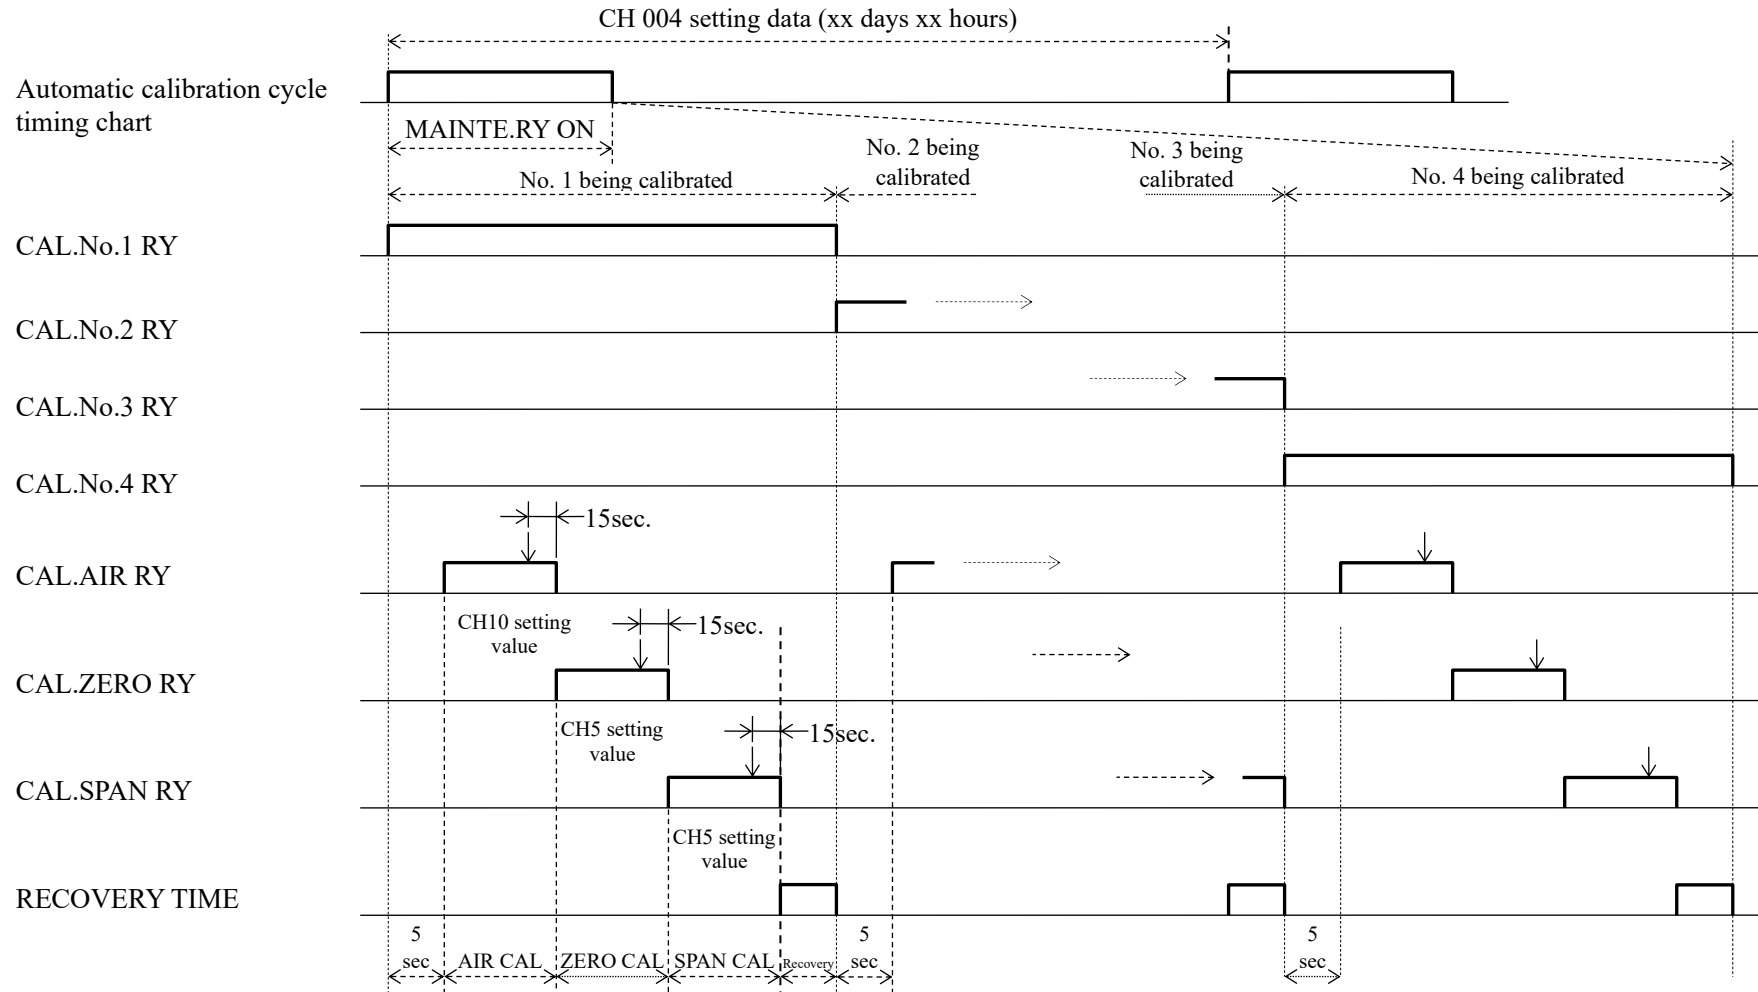 CH 004 setting data (xx days xx hours)
Automatic calibration cycle
timing chart
MAINTE.RY ON
No. 1 being calibrated
No. 2 being
calibrated
No. 3 being
calibrated
No. 4 being calibrated
CAL.No.1 RY
CAL.No.2 RY
CAL.No.3 RY
CAL.No.4 RY
15sec.
CAL.AIR RY
CH10 setting
value
15sec.
CAL.ZERO RY
CH5 setting
value
15sec.
CAL.SPAN RY
CH5 setting
value
RECOVERY TIME
5
sec
AIR CAL
ZERO CAL
SPAN CAL
Recovery
5
sec
5
sec